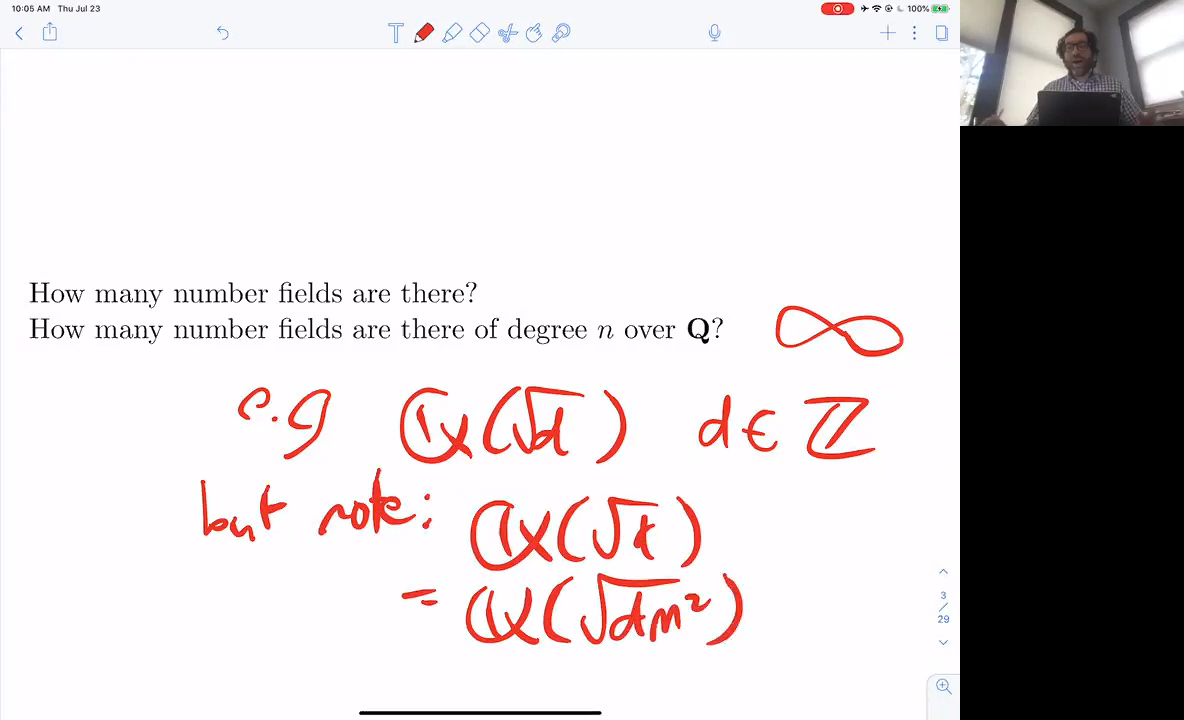 10:05 AM Thu Jul 23
100%
How many number fields are there?
How many number fields are there of degree n over Q? ∞
e.g Q(√d) d ∈ ℤ
but note: Q(√d)
= Q(√dm²)
3
/
29